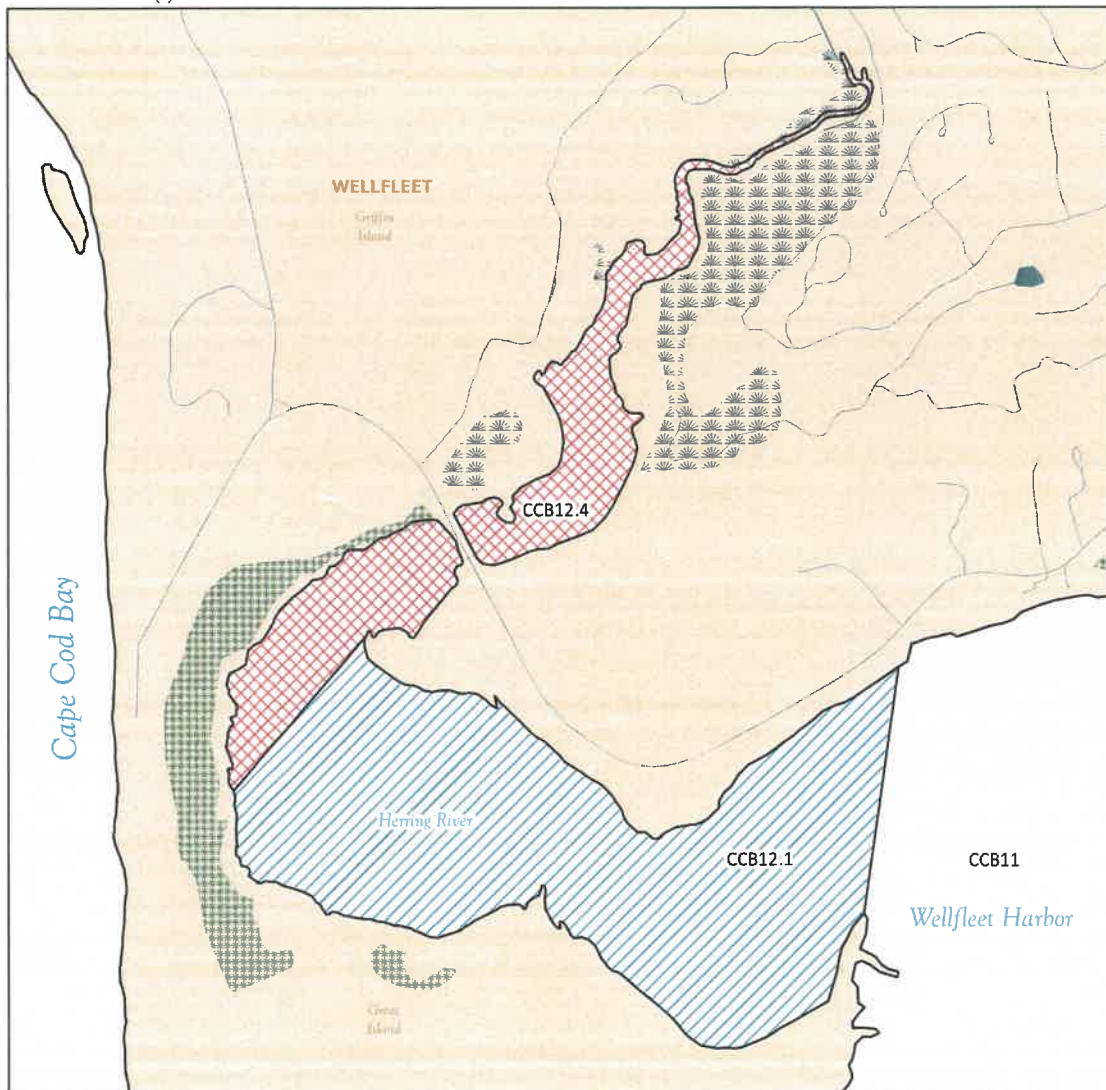 WELLFLEET
Griffin
Island
CCB12.4
Cape Cod Bay
Herring River
CCB12.1
CCB11
Wellfleet Harbor
Great
Island